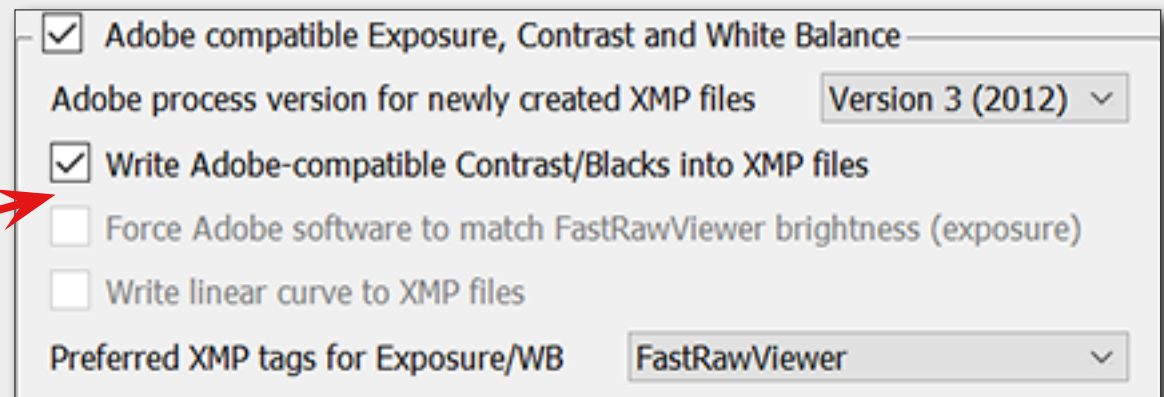 Adobe compatible Exposure, Contrast and White Balance
Adobe process version for newly created XMP files Version 3 (2012)
Write Adobe-compatible Contrast/Blacks into XMP files
Force Adobe software to match FastRawViewer brightness (exposure)
Write linear curve to XMP files
Preferred XMP tags for Exposure/WB FastRawViewer